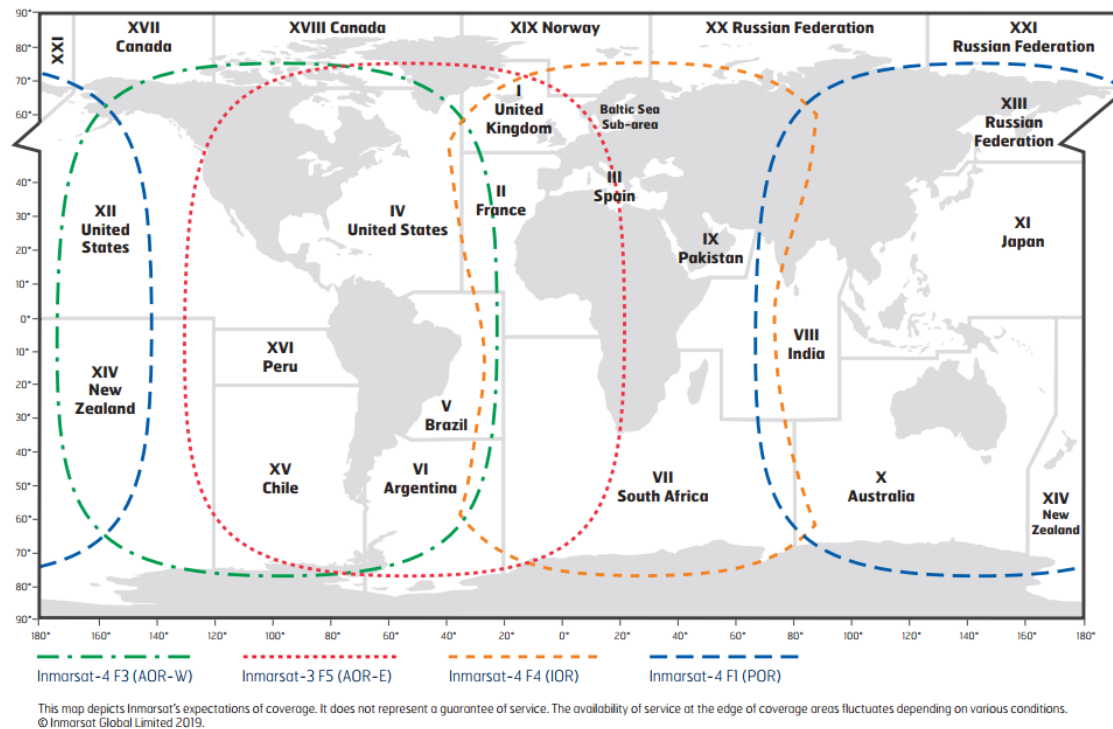 90°
80°
70°
60°
40°
30°
20°
10°
0°
10°
20°
30°
40°
50°
60°
70°
80°
90°
XXI
XVII
Canada
XVIII Canada
XIX Norway
XX Russian Federation
XXI
Russian Federation
I
United
Kingdom
Baltic Sea
Sub-area
XIII
Russian
Federation
XII
United
States
IV
United States
II
France
III
Spain
IX
Pakistan
XI
Japan
XIV
New
Zealand
XVI
Peru
V
Brazil
VIII
India
XV
Chile
VI
Argentina
VII
South Africa
X
Australia
XIV
New
Zealand
180° 160° 140° 120° 100° 80° 60° 40° 20° 0° 20° 40° 60° 80° 100° 120° 140° 160° 180°
Inmarsat-4 F3 (AOR-W) Inmarsat-3 F5 (AOR-E) Inmarsat-4 F4 (IOR) Inmarsat-4 F1 (POR)
This map depicts Inmarsat's expectations of coverage. It does not represent a guarantee of service. The availability of service at the edge of coverage areas fluctuates depending on various conditions.
© Inmarsat Global Limited 2019.